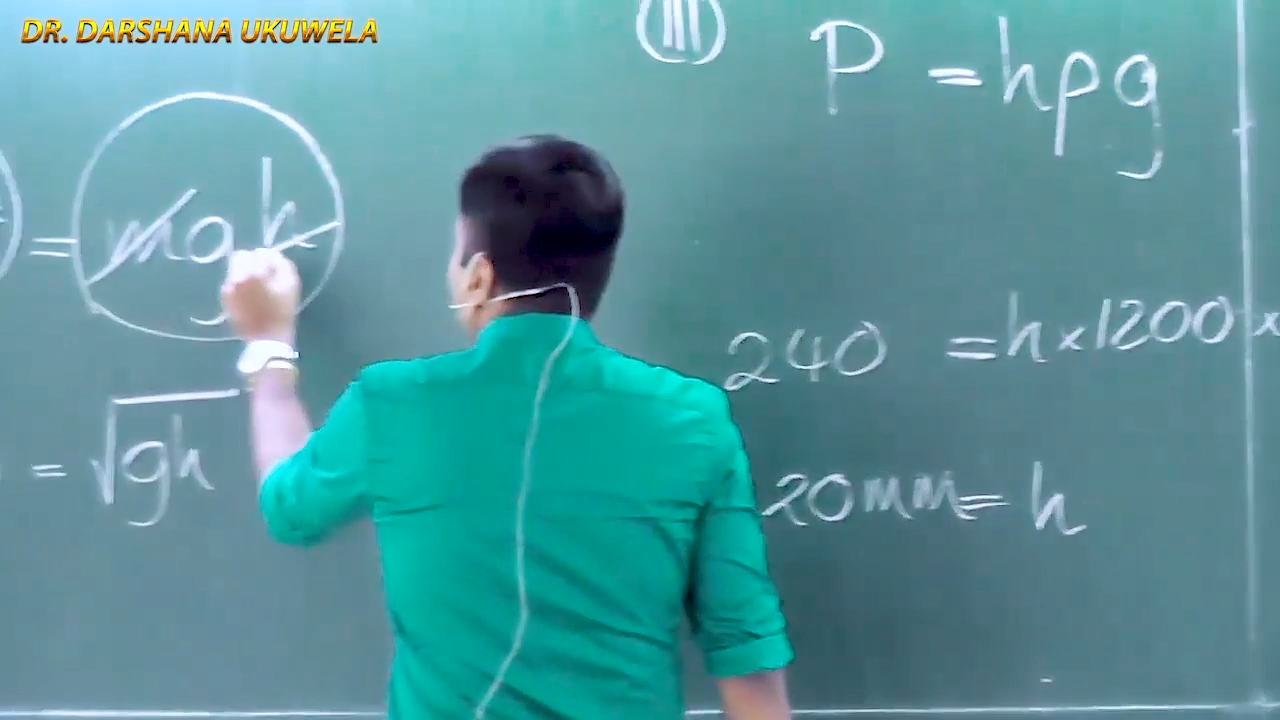 DR. DARSHANA UKUWELA
(III) P = hρg
= mgh
240 = h×1200×
= √gh
20mm = h